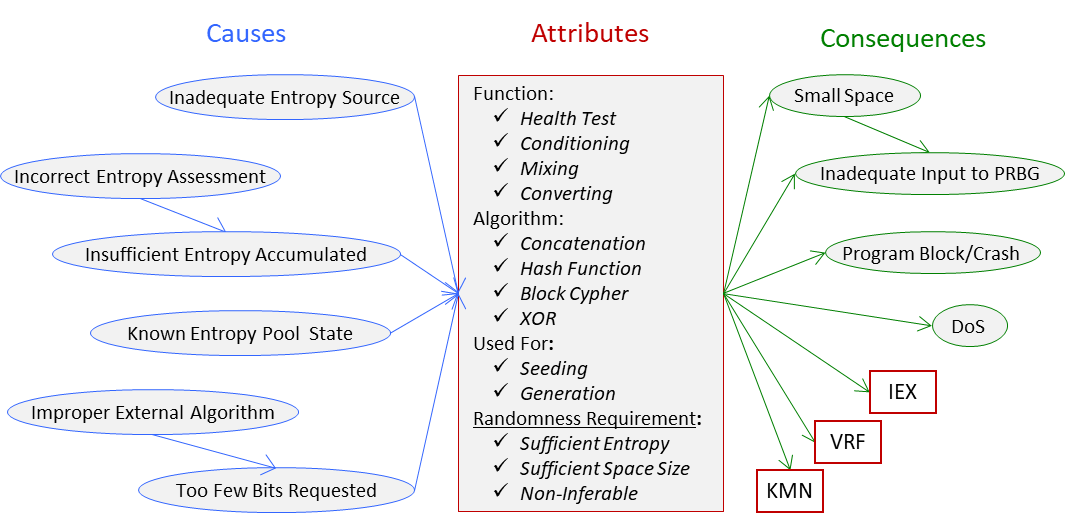 Causes
Attributes
Consequences
Inadequate Entropy Source
Incorrect Entropy Assessment
Insufficient Entropy Accumulated
Known Entropy Pool State
Improper External Algorithm
Too Few Bits Requested
Function:
✓ Health Test
✓ Conditioning
✓ Mixing
✓ Converting
Algorithm:
✓ Concatenation
✓ Hash Function
✓ Block Cypher
✓ XOR
Used For:
✓ Seeding
✓ Generation
Randomness Requirement:
✓ Sufficient Entropy
✓ Sufficient Space Size
✓ Non-Inferable
Small Space
Inadequate Input to PRBG
Program Block/Crash
DoS
IEX
VRF
KMN